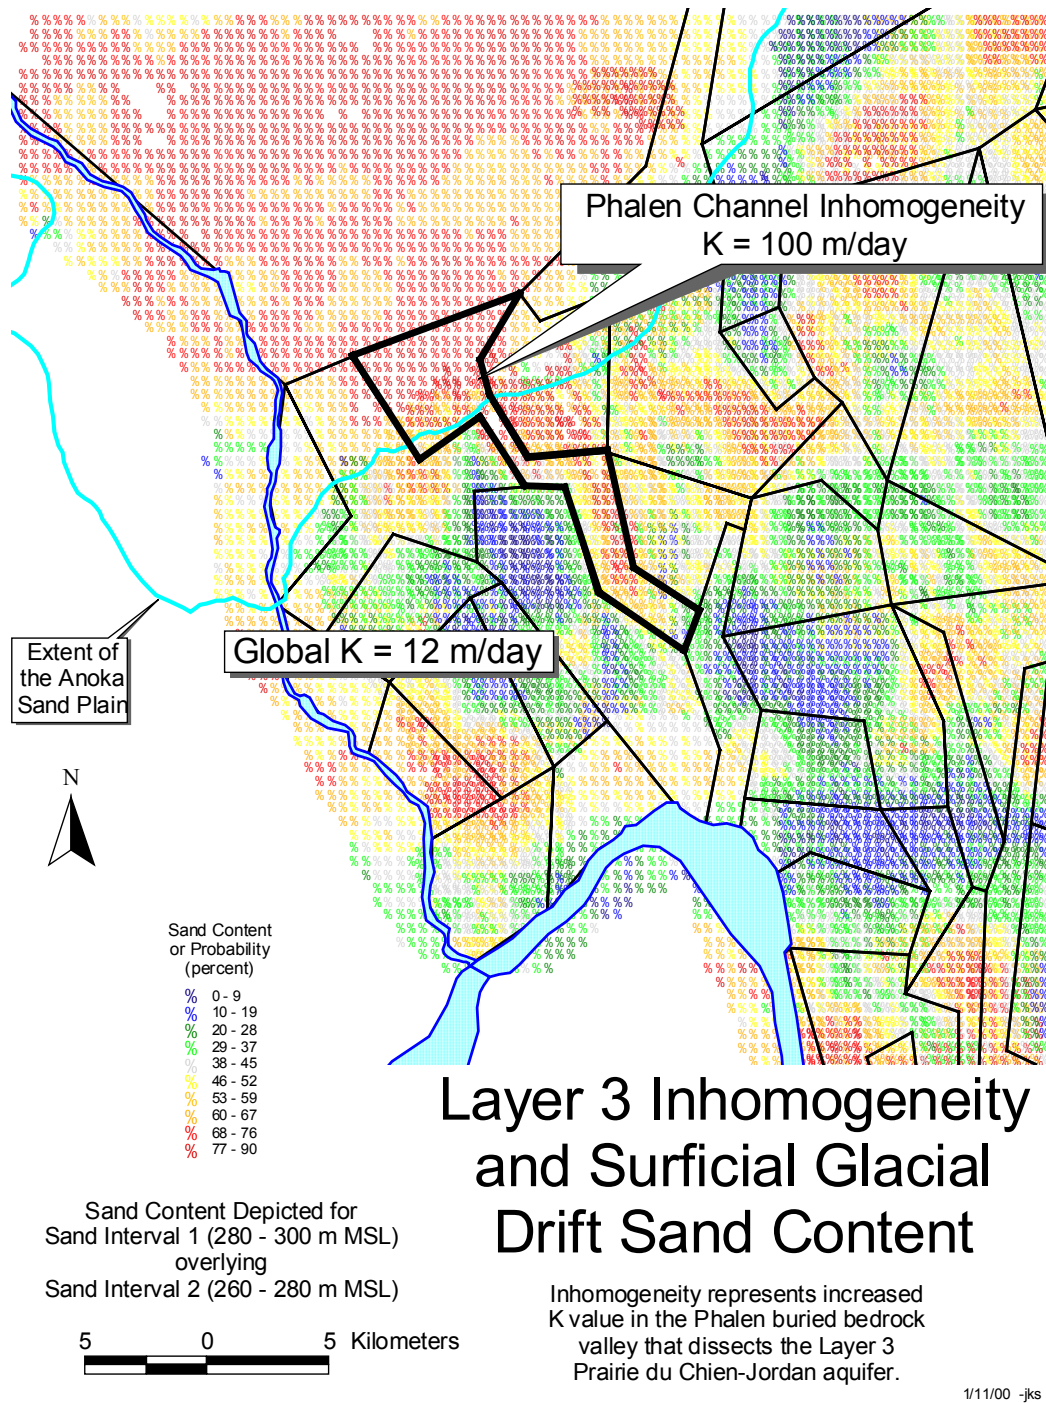 Phalen Channel Inhomogeneity
K = 100 m/day
Global K = 12 m/day
Extent of
the Anoka
Sand Plain
N
Sand Content
or Probability
(percent)
% 0 - 9
% 10 - 19
% 20 - 28
% 29 - 37
% 38 - 45
% 46 - 52
% 53 - 59
% 60 - 67
% 68 - 76
% 77 - 90
Layer 3 Inhomogeneity
and Surficial Glacial
Drift Sand Content
Sand Content Depicted for
Sand Interval 1 (280 - 300 m MSL)
overlying
Sand Interval 2 (260 - 280 m MSL)
Inhomogeneity represents increased
K value in the Phalen buried bedrock
valley that dissects the Layer 3
Prairie du Chien-Jordan aquifer.
5 0 5 Kilometers
1/11/00 -jks